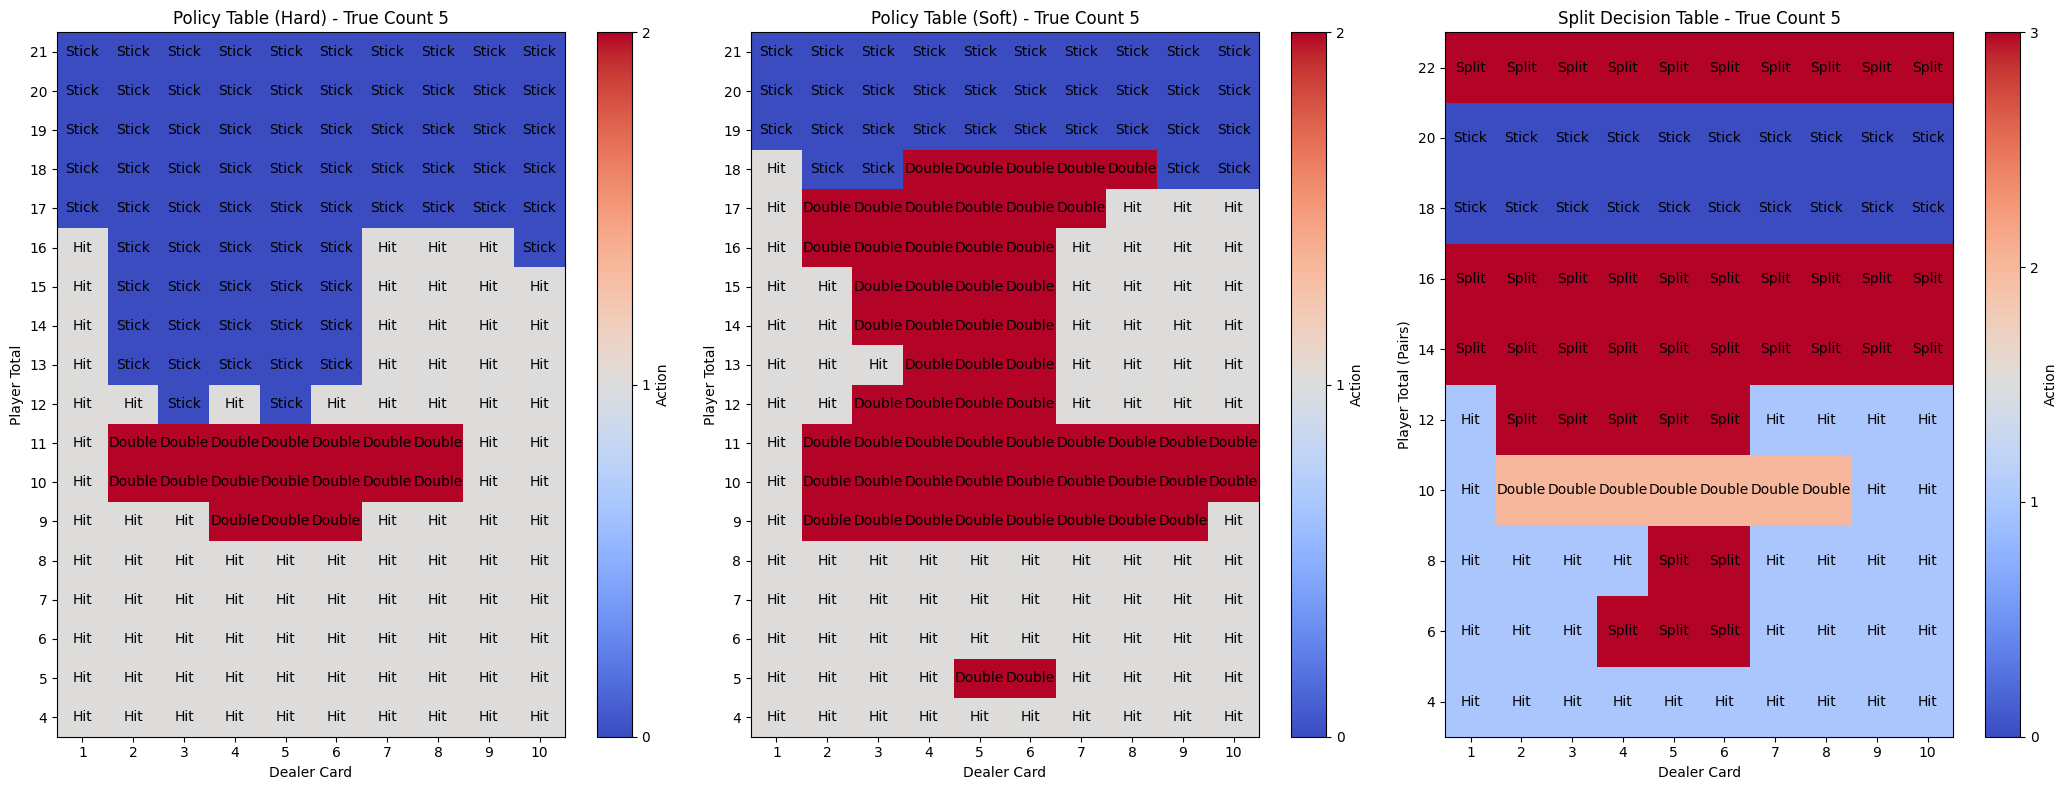 Policy Table (Hard) - True Count 5
21 Stick Stick Stick Stick Stick Stick Stick Stick Stick Stick
20 Stick Stick Stick Stick Stick Stick Stick Stick Stick Stick
19 Stick Stick Stick Stick Stick Stick Stick Stick Stick Stick
18 Stick Stick Stick Stick Stick Stick Stick Stick Stick Stick
17 Stick Stick Stick Stick Stick Stick Stick Stick Stick Stick
16 Hit Stick Stick Stick Stick Stick Hit Hit Hit Stick
15 Hit Stick Stick Stick Stick Stick Hit Hit Hit Hit
14 Hit Stick Stick Stick Stick Stick Hit Hit Hit Hit
13 Hit Stick Stick Stick Stick Stick Hit Hit Hit Hit
12 Hit Hit Stick Hit Stick Hit Hit Hit Hit Hit
11 Hit Double Double Double Double Double Double Double Hit Hit
10 Hit Double Double Double Double Double Double Double Hit Hit
9 Hit Hit Hit Double Double Double Hit Hit Hit Hit
8 Hit Hit Hit Hit Hit Hit Hit Hit Hit Hit
7 Hit Hit Hit Hit Hit Hit Hit Hit Hit Hit
6 Hit Hit Hit Hit Hit Hit Hit Hit Hit Hit
5 Hit Hit Hit Hit Hit Hit Hit Hit Hit Hit
4 Hit Hit Hit Hit Hit Hit Hit Hit Hit Hit
1 2 3 4 5 6 7 8 9 10
Dealer Card
Player Total
2
1
0
Action
Policy Table (Soft) - True Count 5
21 Stick Stick Stick Stick Stick Stick Stick Stick Stick Stick
20 Stick Stick Stick Stick Stick Stick Stick Stick Stick Stick
19 Stick Stick Stick Stick Stick Stick Stick Stick Stick Stick
18 Hit Stick Stick Double Double Double Double Double Stick Stick
17 Hit Double Double Double Double Double Double Hit Hit Hit
16 Hit Double Double Double Double Double Hit Hit Hit Hit
15 Hit Hit Double Double Double Double Hit Hit Hit Hit
14 Hit Hit Double Double Double Double Hit Hit Hit Hit
13 Hit Hit Hit Double Double Double Hit Hit Hit Hit
12 Hit Hit Double Double Double Double Hit Hit Hit Hit
11 Hit Double Double Double Double Double Double Double Double Double
10 Hit Double Double Double Double Double Double Double Double Double
9 Hit Double Double Double Double Double Double Double Double Hit
8 Hit Hit Hit Hit Hit Hit Hit Hit Hit Hit
7 Hit Hit Hit Hit Hit Hit Hit Hit Hit Hit
6 Hit Hit Hit Hit Hit Hit Hit Hit Hit Hit
5 Hit Hit Hit Hit Double Double Hit Hit Hit Hit
4 Hit Hit Hit Hit Hit Hit Hit Hit Hit Hit
1 2 3 4 5 6 7 8 9 10
Dealer Card
Player Total
2
1
0
Action
Split Decision Table - True Count 5
22 Split Split Split Split Split Split Split Split Split Split
20 Stick Stick Stick Stick Stick Stick Stick Stick Stick Stick
18 Stick Stick Stick Stick Stick Stick Stick Stick Stick Stick
16 Split Split Split Split Split Split Split Split Split Split
14 Split Split Split Split Split Split Split Split Split Split
12 Hit Split Split Split Split Split Hit Hit Hit Hit
10 Hit Double Double Double Double Double Double Double Hit Hit
8 Hit Hit Hit Hit Split Split Hit Hit Hit Hit
6 Hit Hit Hit Split Split Split Hit Hit Hit Hit
4 Hit Hit Hit Hit Hit Hit Hit Hit Hit Hit
1 2 3 4 5 6 7 8 9 10
Dealer Card
Player Total (Pairs)
3
2
1
0
Action